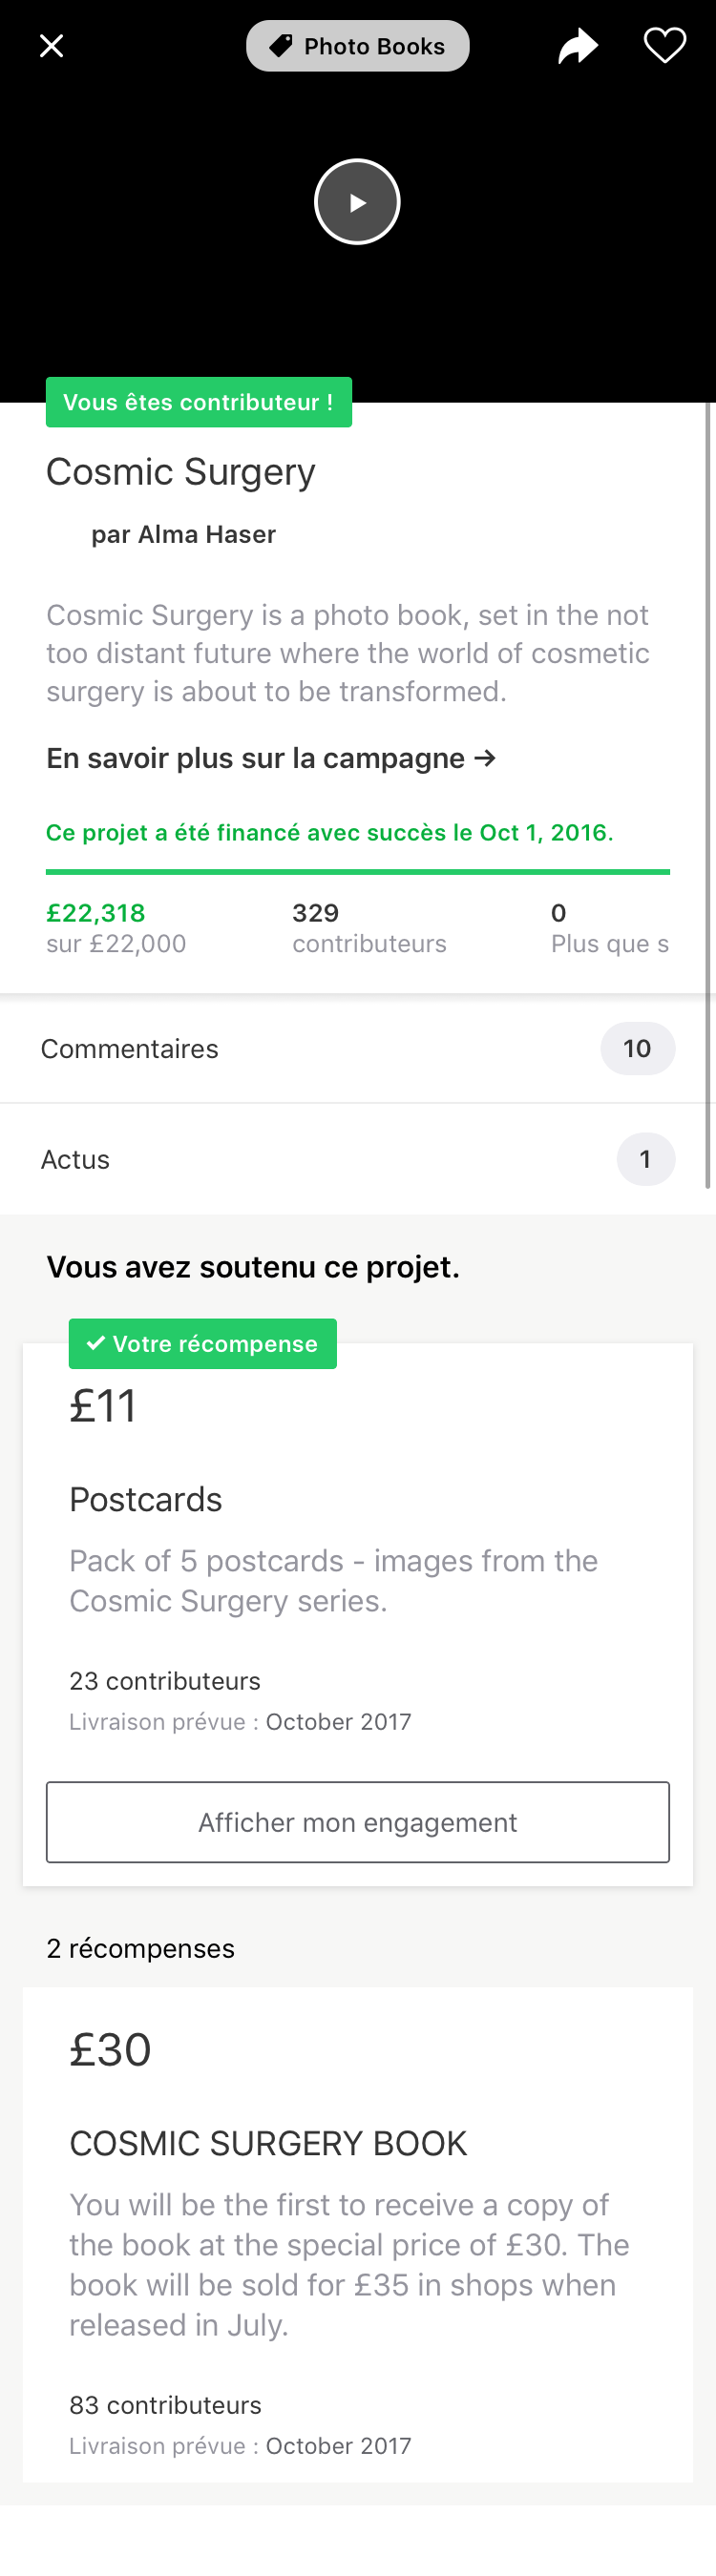 Photo Books
Vous êtes contributeur !
Cosmic Surgery
par Alma Haser
Cosmic Surgery is a photo book, set in the not
too distant future where the world of cosmetic
surgery is about to be transformed.
En savoir plus sur la campagne →
Ce projet a été financé avec succès le Oct 1, 2016.
£22,318 329 0
sur £22,000 contributeurs Plus que s
Commentaires 10
Actus 1
Vous avez soutenu ce projet.
✓ Votre récompense
£11
Postcards
Pack of 5 postcards - images from the
Cosmic Surgery series.
23 contributeurs
Livraison prévue : October 2017
Afficher mon engagement
2 récompenses
£30
COSMIC SURGERY BOOK
You will be the first to receive a copy of
the book at the special price of £30. The
book will be sold for £35 in shops when
released in July.
83 contributeurs
Livraison prévue : October 2017